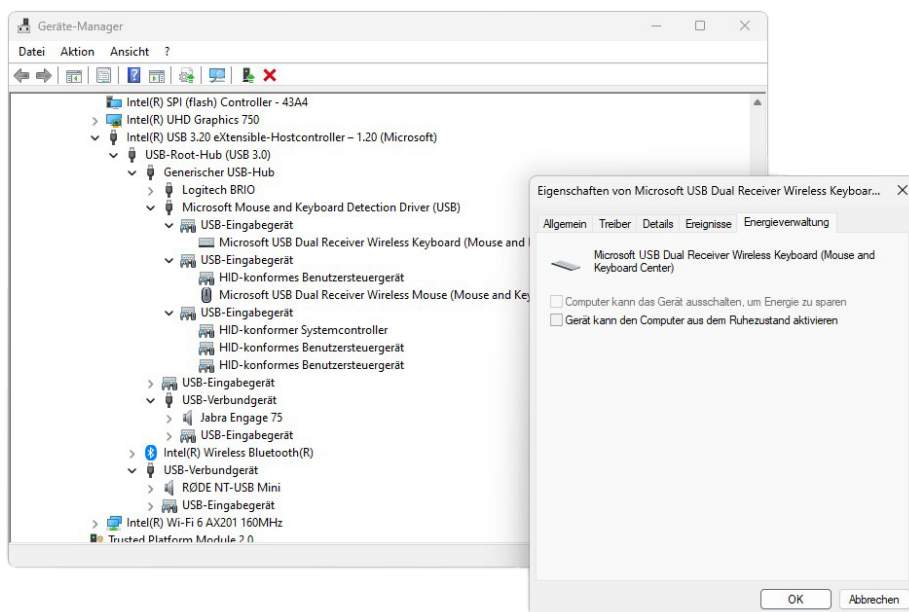 Geräte-Manager
Datei Aktion Ansicht ?
Intel(R) SPI (flash) Controller - 43A4
Intel(R) UHD Graphics 750
Intel(R) USB 3.20 eXtensible-Hostcontroller – 1.20 (Microsoft)
USB-Root-Hub (USB 3.0)
Generischer USB-Hub
Logitech BRIO
Microsoft Mouse and Keyboard Detection Driver (USB)
USB-Eingabegerät
Microsoft USB Dual Receiver Wireless Keyboard (Mouse and
USB-Eingabegerät
HID-konformes Benutzersteuergerät
Microsoft USB Dual Receiver Wireless Mouse (Mouse and Key
USB-Eingabegerät
HID-konformer Systemcontroller
HID-konformes Benutzersteuergerät
HID-konformes Benutzersteuergerät
USB-Eingabegerät
USB-Verbundgerät
Jabra Engage 75
USB-Eingabegerät
Intel(R) Wireless Bluetooth(R)
USB-Verbundgerät
RØDE NT-USB Mini
USB-Eingabegerät
Intel(R) Wi-Fi 6 AX201 160MHz
Trusted Platform Module 2.0
Eigenschaften von Microsoft USB Dual Receiver Wireless Keyboar...
Allgemein Treiber Details Ereignisse Energieverwaltung
Microsoft USB Dual Receiver Wireless Keyboard (Mouse and
Keyboard Center)
Computer kann das Gerät ausschalten, um Energie zu sparen
Gerät kann den Computer aus dem Ruhezustand aktivieren
OK Abbrechen